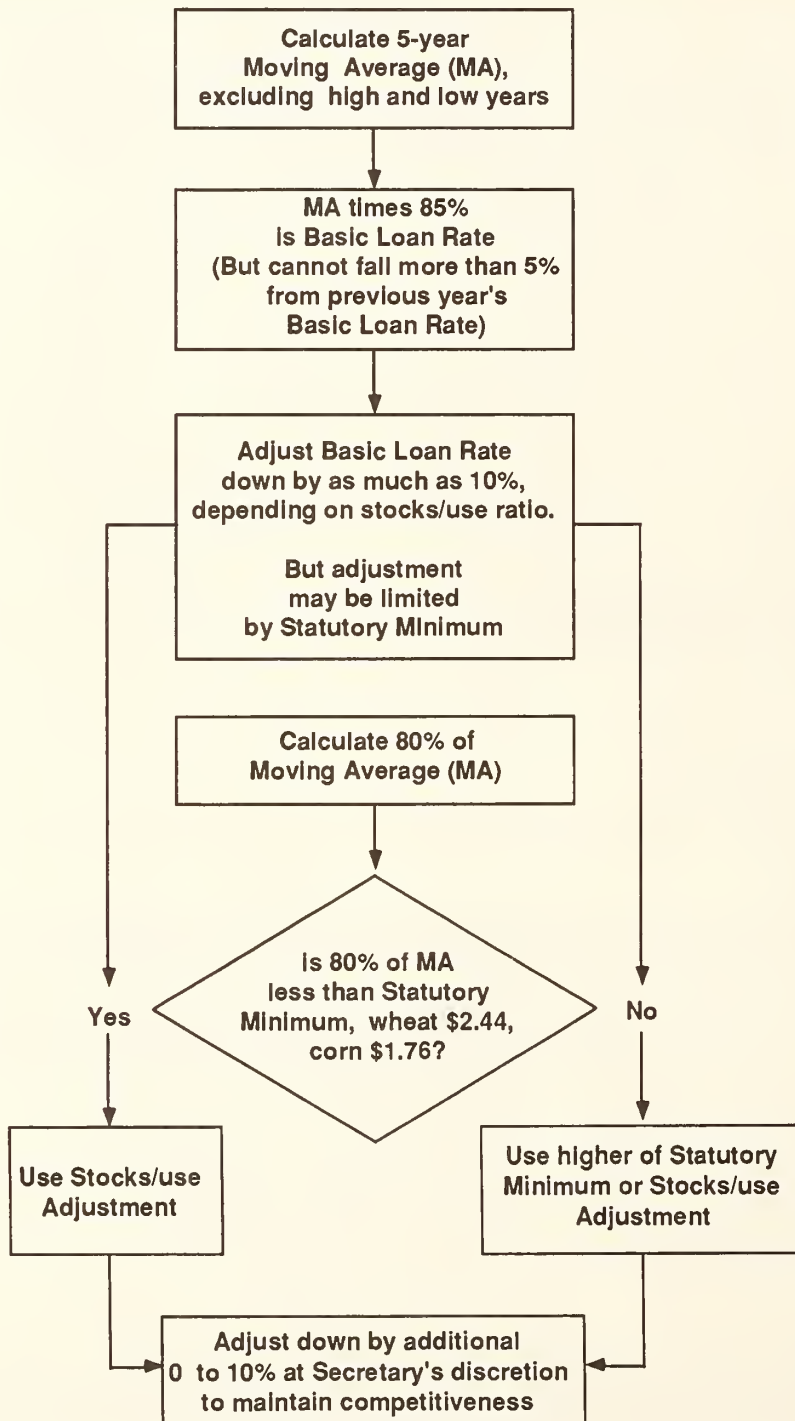 Calculate 5-year
Moving Average (MA),
excluding high and low years
MA times 85%
is Basic Loan Rate
(But cannot fall more than 5%
from previous year's
Basic Loan Rate)
Adjust Basic Loan Rate
down by as much as 10%,
depending on stocks/use ratio.
But adjustment
may be limited
by Statutory Minimum
Calculate 80% of
Moving Average (MA)
is 80% of MA
less than Statutory
Minimum, wheat $2.44,
corn $1.76?
Yes
No
Use Stocks/use
Adjustment
Use higher of Statutory
Minimum or Stocks/use
Adjustment
Adjust down by additional
0 to 10% at Secretary's discretion
to maintain competitiveness